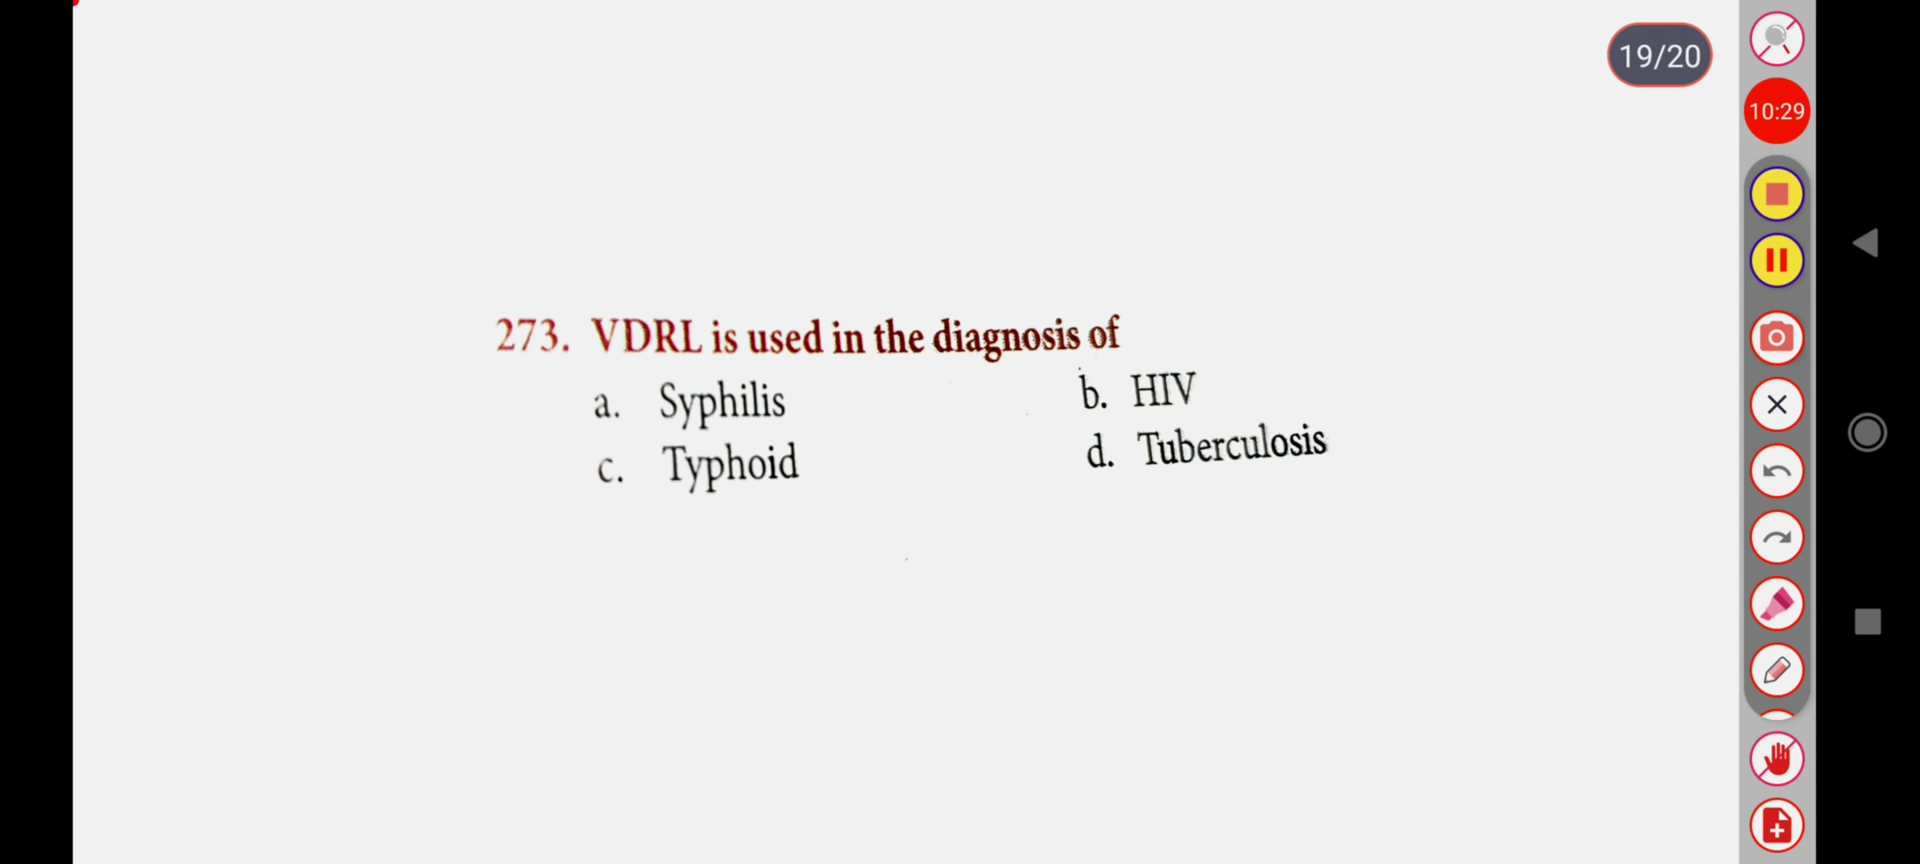 19/20
10:29
273. VDRL is used in the diagnosis of
a. Syphilis b. HIV
c. Typhoid d. Tuberculosis